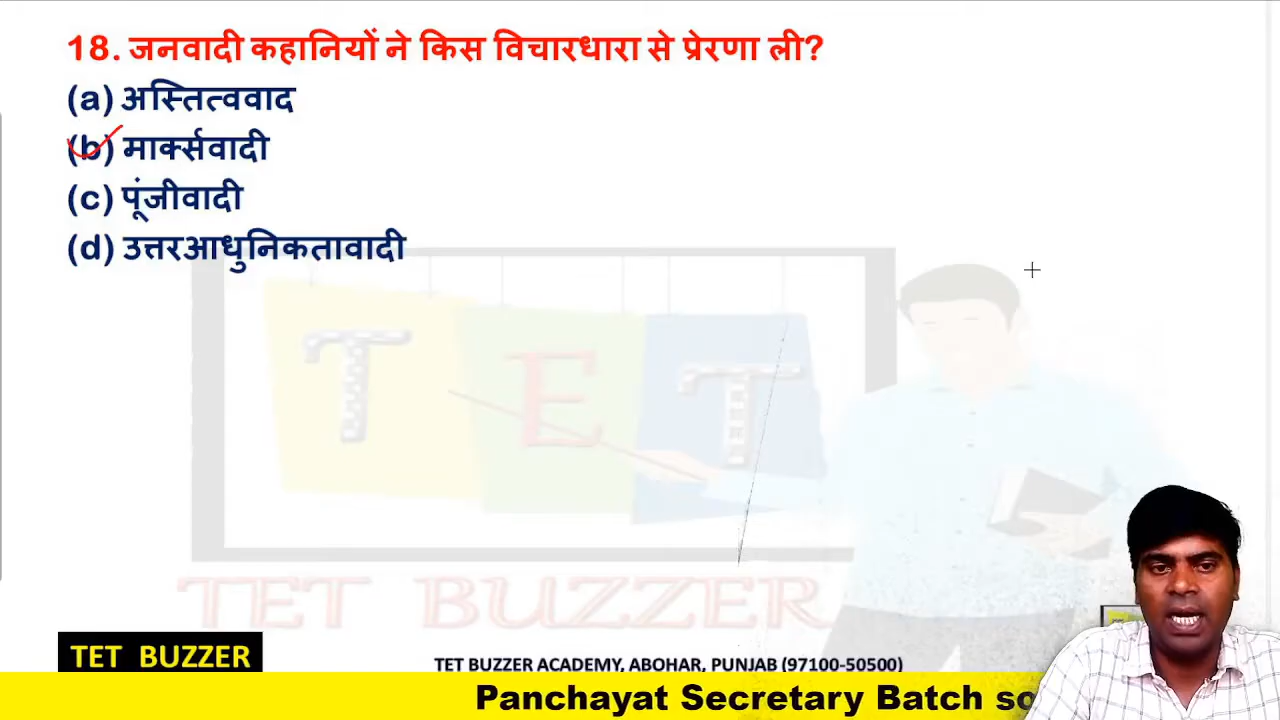 18. जनवादी कहानियों ने किस विचारधारा से प्रेरणा ली?
(a) अस्तित्ववाद
(b) मार्क्सवादी
(c) पूंजीवादी
(d) उत्तरआधुनिकतावादी
T E T
TET BUZZER
TET BUZZER
TET BUZZER ACADEMY, ABOHAR, PUNJAB (97100-50500)
Panchayat Secretary Batch so